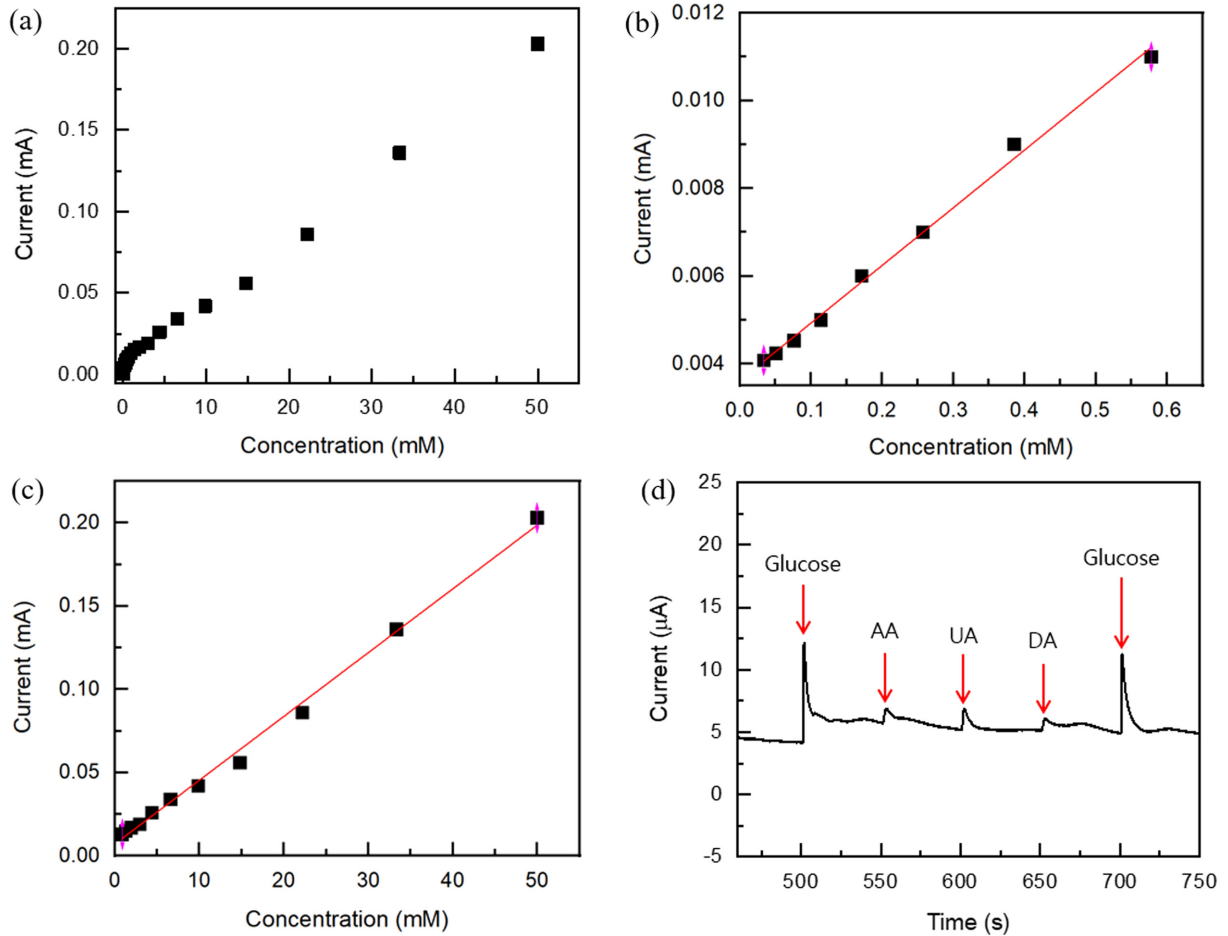 (a)
0.20
0.15
0.10
0.05
0.00
Current (mA)
0 10 20 30 40 50
Concentration (mM)
(b)
0.012
0.010
0.008
0.006
0.004
Current (mA)
0.0 0.1 0.2 0.3 0.4 0.5 0.6
Concentration (mM)
(c)
0.20
0.15
0.10
0.05
0.00
Current (mA)
0 10 20 30 40 50
Concentration (mM)
(d)
25
20
15
10
5
0
-5
Current (μA)
Glucose
AA
UA
DA
Glucose
500 550 600 650 700 750
Time (s)